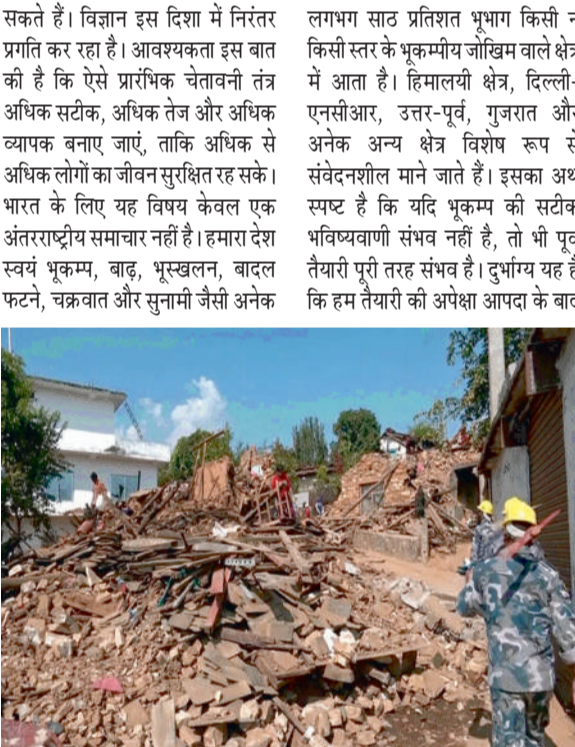 सकते हैं। विज्ञान इस दिशा में निरंतर
प्रगति कर रहा है। आवश्यकता इस बात
की है कि ऐसे प्रारंभिक चेतावनी तंत्र
अधिक सटीक, अधिक तेज और अधिक
व्यापक बनाए जाएं, ताकि अधिक से
अधिक लोगों का जीवन सुरक्षित रह सके।
भारत के लिए यह विषय केवल एक
अंतरराष्ट्रीय समाचार नहीं है। हमारा देश
स्वयं भूकम्प, बाढ़, भूस्खलन, बादल
फटने, चक्रवात और सुनामी जैसी अनेक
लगभग साठ प्रतिशत भूभाग किसी
किसी स्तर के भूकम्पीय जोखिम वाले
में आता है। हिमालयी क्षेत्र, दिल्ली-
एनसीआर, उत्तर-पूर्व, गुजरात
अनेक अन्य क्षेत्र विशेष रूप
संवेदनशील माने जाते हैं। इसका
स्पष्ट है कि यदि भूकम्प की सटीक
भविष्यवाणी संभव नहीं है, तो भी
तैयारी पूरी तरह संभव है। दुर्भाग्य यह
कि हम तैयारी की अपेक्षा आपदा के